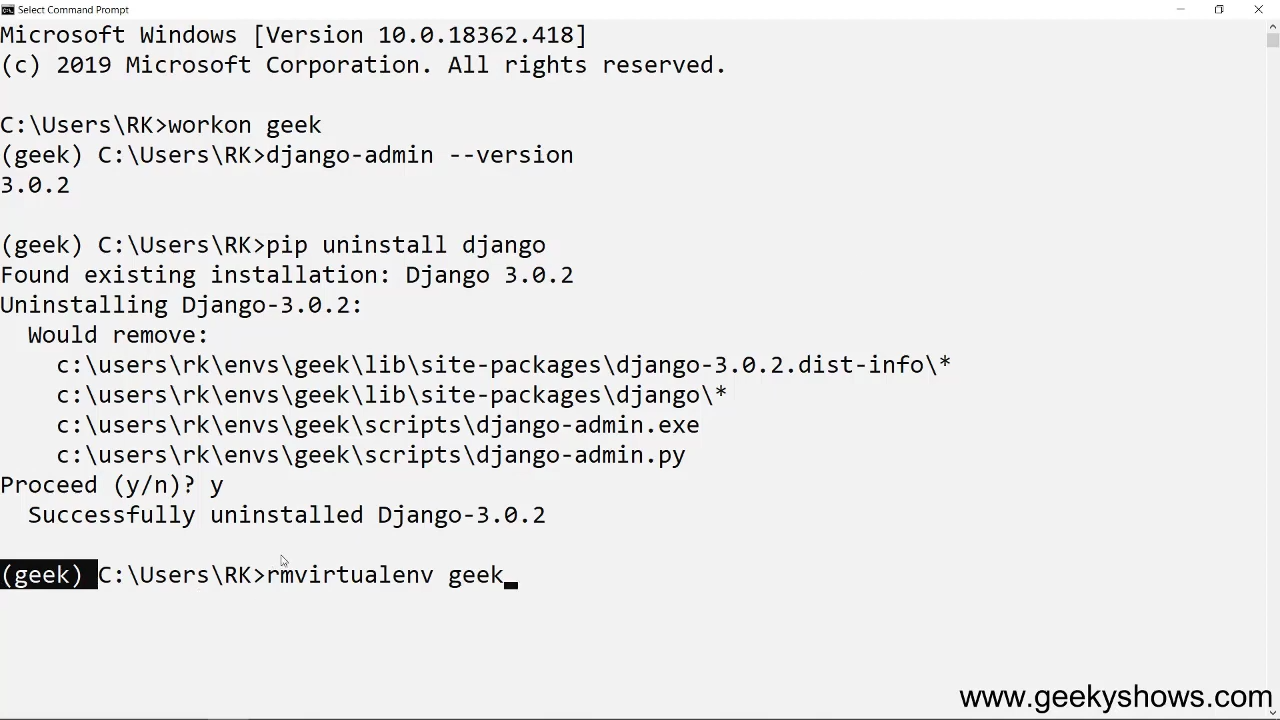 Select Command Prompt
Microsoft Windows [Version 10.0.18362.418]
(c) 2019 Microsoft Corporation. All rights reserved.
C:\Users\RK>workon geek
(geek) C:\Users\RK>django-admin --version
3.0.2
(geek) C:\Users\RK>pip uninstall django
Found existing installation: Django 3.0.2
Uninstalling Django-3.0.2:
  Would remove:
    c:\users\rk\envs\geek\lib\site-packages\django-3.0.2.dist-info\*
    c:\users\rk\envs\geek\lib\site-packages\django\*
    c:\users\rk\envs\geek\scripts\django-admin.exe
    c:\users\rk\envs\geek\scripts\django-admin.py
Proceed (y/n)? y
  Successfully uninstalled Django-3.0.2
(geek) C:\Users\RK>rmvirtualenv geek
www.geekyshows.com